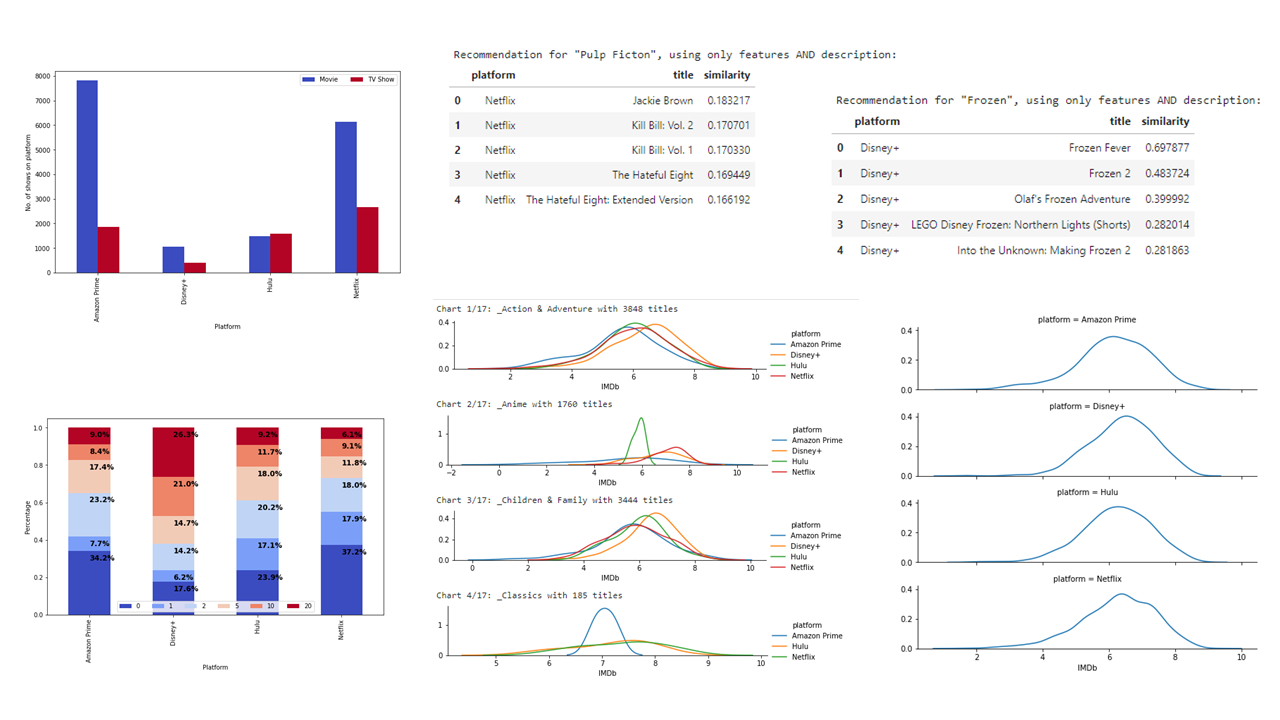 Recommendation for "Pulp Ficton", using only features AND description:
platform title similarity
0 Netflix Jackie Brown 0.183217
1 Netflix Kill Bill: Vol. 2 0.170701
2 Netflix Kill Bill: Vol. 1 0.170330
3 Netflix The Hateful Eight 0.169449
4 Netflix The Hateful Eight: Extended Version 0.166192
Recommendation for "Frozen", using only features AND description:
platform title similarity
0 Disney+ Frozen Fever 0.697877
1 Disney+ Frozen 2 0.483724
2 Disney+ Olaf's Frozen Adventure 0.399992
3 Disney+ LEGO Disney Frozen: Northern Lights (Shorts) 0.282014
4 Disney+ Into the Unknown: Making Frozen 2 0.281863
Movie TV Show
8000
7000
6000
5000
4000
3000
2000
1000
0
No. of shows on platform
Amazon Prime Disney+ Hulu Netflix
Platform
1.0
0.8
0.6
0.4
0.2
0.0
Percentage
9.0% 26.3% 9.2% 6.1%
8.4% 21.0% 11.7% 9.1%
17.4% 14.7% 18.0% 11.8%
23.2% 14.2% 20.2% 18.0%
7.7% 6.2% 17.1% 17.9%
34.2% 17.6% 23.9% 37.2%
0 1 2 5 10 20
Amazon Prime Disney+ Hulu Netflix
Platform
Chart 1/17: _Action & Adventure with 3848 titles
0.4
0.2
0.0
2 4 6 8 10
IMDb
platform
Amazon Prime
Disney+
Hulu
Netflix
Chart 2/17: _Anime with 1760 titles
1
0
−2 0 2 4 6 8 10
IMDb
platform
Amazon Prime
Disney+
Hulu
Netflix
Chart 3/17: _Children & Family with 3444 titles
0.4
0.2
0.0
0 2 4 6 8 10
IMDb
platform
Amazon Prime
Disney+
Hulu
Netflix
Chart 4/17: _Classics with 185 titles
1
0
5 6 7 8 9 10
IMDb
platform
Amazon Prime
Hulu
Netflix
platform = Amazon Prime
0.4
0.2
0.0
platform = Disney+
0.4
0.2
0.0
platform = Hulu
0.4
0.2
0.0
platform = Netflix
0.4
0.2
0.0
2 4 6 8 10
IMDb